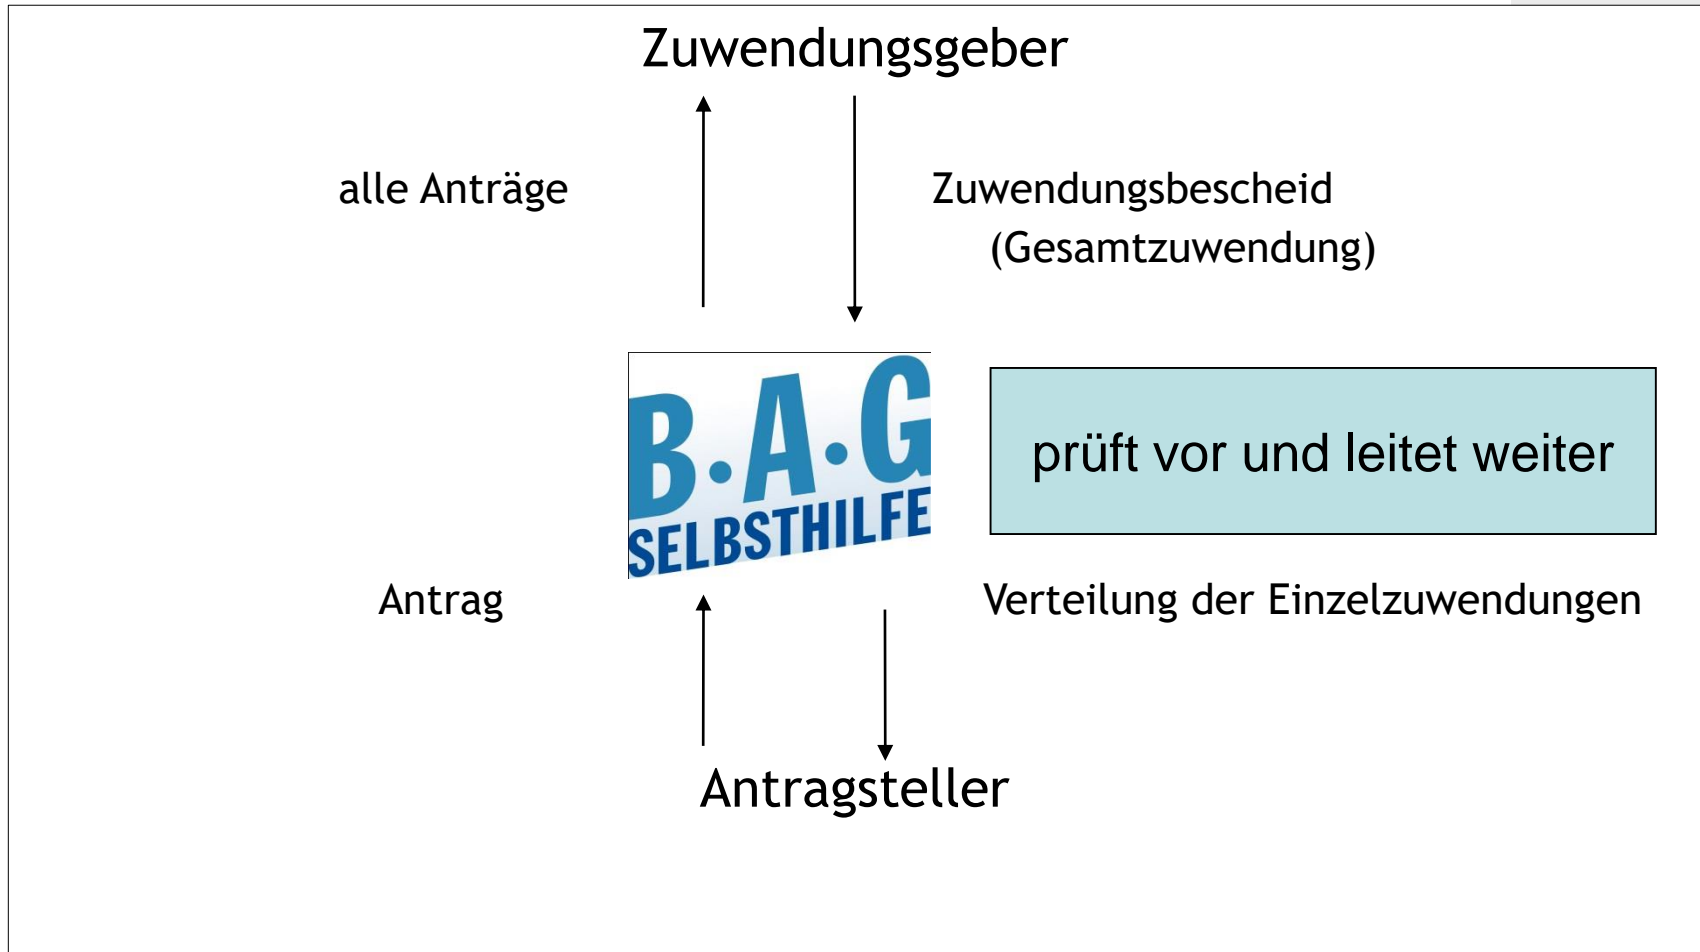 Zuwendungsgeber
alle Anträge
Zuwendungsbescheid
(Gesamtzuwendung)
B·A·G
SELBSTHILFE
prüft vor und leitet weiter
Antrag
Verteilung der Einzelzuwendungen
Antragsteller